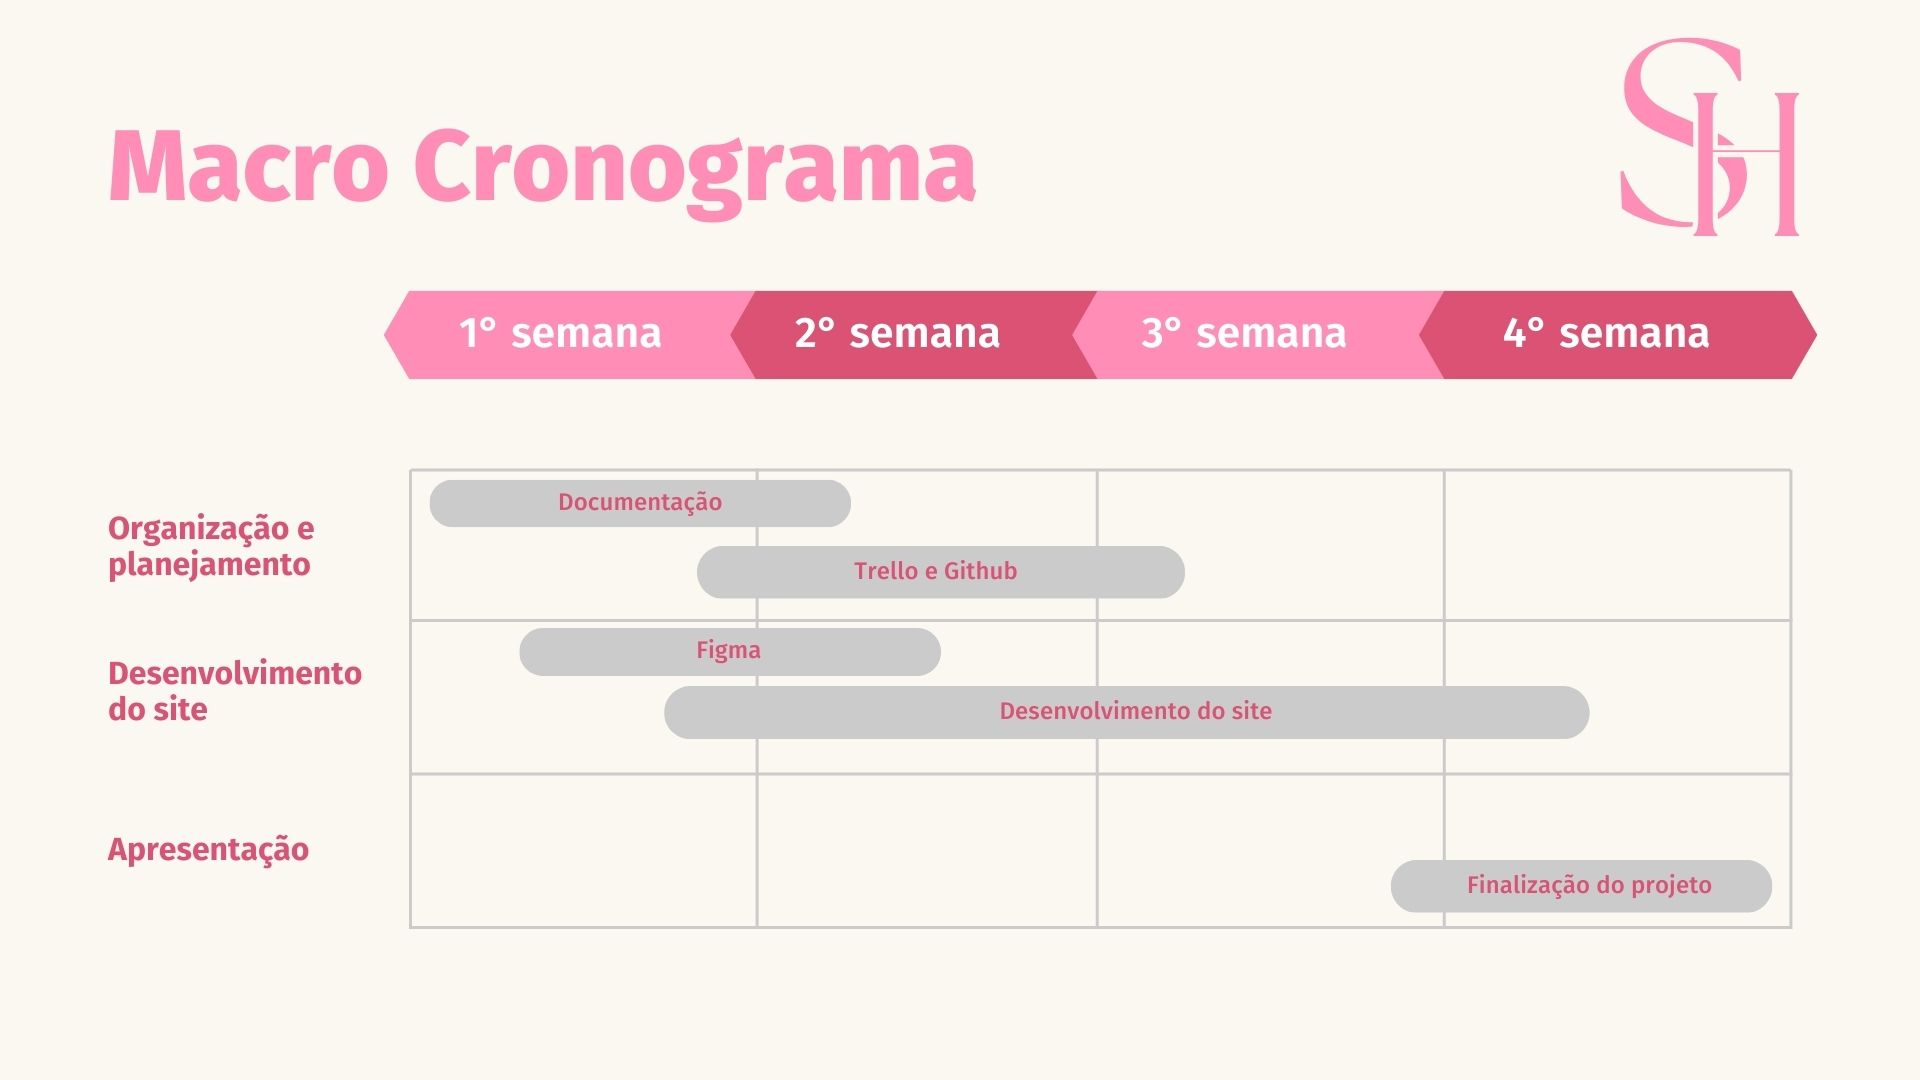 SH
Macro Cronograma
1° semana
2° semana
3° semana
4° semana
Organização e
planejamento
Documentação
Trello e Github
Desenvolvimento
do site
Figma
Desenvolvimento do site
Apresentação
Finalização do projeto